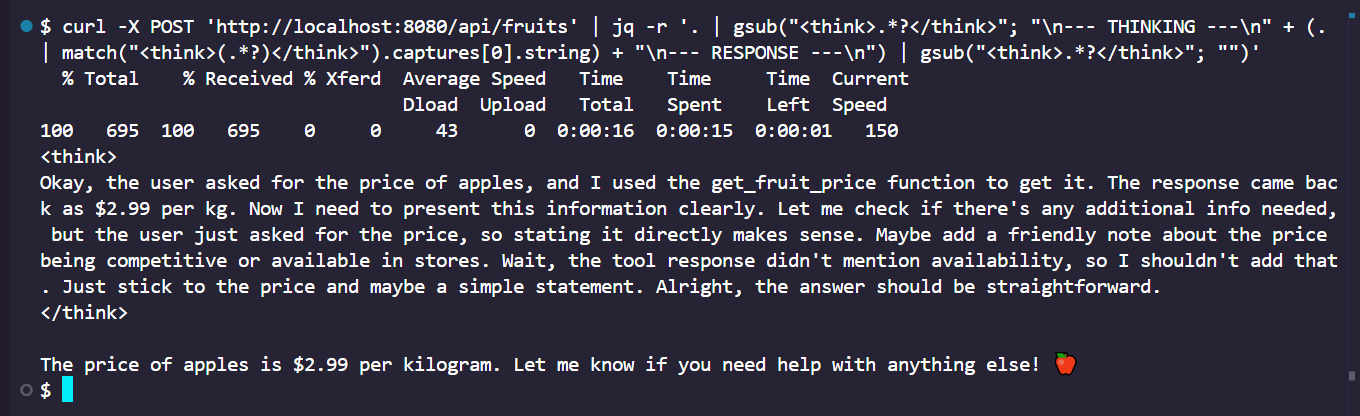 $ curl -X POST 'http://localhost:8080/api/fruits' | jq -r '. | gsub("<think>.*?</think>"; "\n--- THINKING ---\n" + (.
| match("<think>(.*?)</think>").captures[0].string) + "\n--- RESPONSE ---\n") | gsub("<think>.*?</think>"; "")'
% Total % Received % Xferd Average Speed Time Time Time Current
Dload Upload Total Spent Left Speed
100 695 100 695 0 0 43 0 0:00:16 0:00:15 0:00:01 150
<think>
Okay, the user asked for the price of apples, and I used the get_fruit_price function to get it. The response came bac
k as $2.99 per kg. Now I need to present this information clearly. Let me check if there's any additional info needed,
but the user just asked for the price, so stating it directly makes sense. Maybe add a friendly note about the price
being competitive or available in stores. Wait, the tool response didn't mention availability, so I shouldn't add that
. Just stick to the price and maybe a simple statement. Alright, the answer should be straightforward.
</think>
The price of apples is $2.99 per kilogram. Let me know if you need help with anything else! 🍎
$